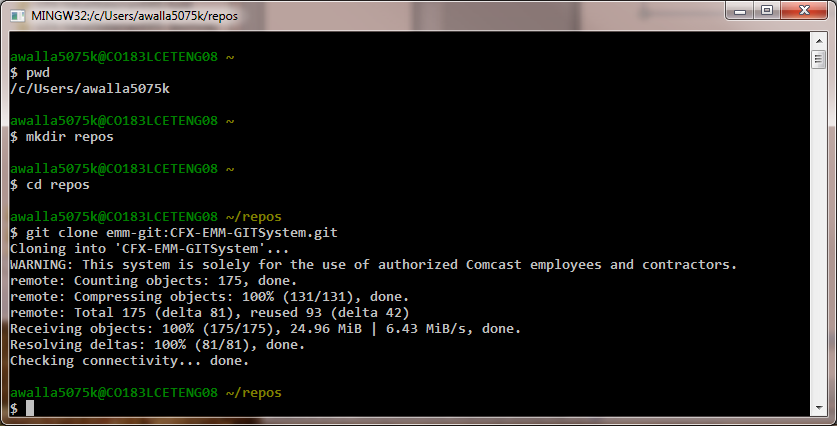 MINGW32:/c/Users/awalla5075k/repos
awalla5075k@CO183LCETENG08 ~
$ pwd
/c/Users/awalla5075k
awalla5075k@CO183LCETENG08 ~
$ mkdir repos
awalla5075k@CO183LCETENG08 ~
$ cd repos
awalla5075k@CO183LCETENG08 ~/repos
$ git clone emm-git:CFX-EMM-GITSystem.git
Cloning into 'CFX-EMM-GITSystem'...
WARNING: This system is solely for the use of authorized Comcast employees and contractors.
remote: Counting objects: 175, done.
remote: Compressing objects: 100% (131/131), done.
remote: Total 175 (delta 81), reused 93 (delta 42)
Receiving objects: 100% (175/175), 24.96 MiB | 6.43 MiB/s, done.
Resolving deltas: 100% (81/81), done.
Checking connectivity... done.
awalla5075k@CO183LCETENG08 ~/repos
$